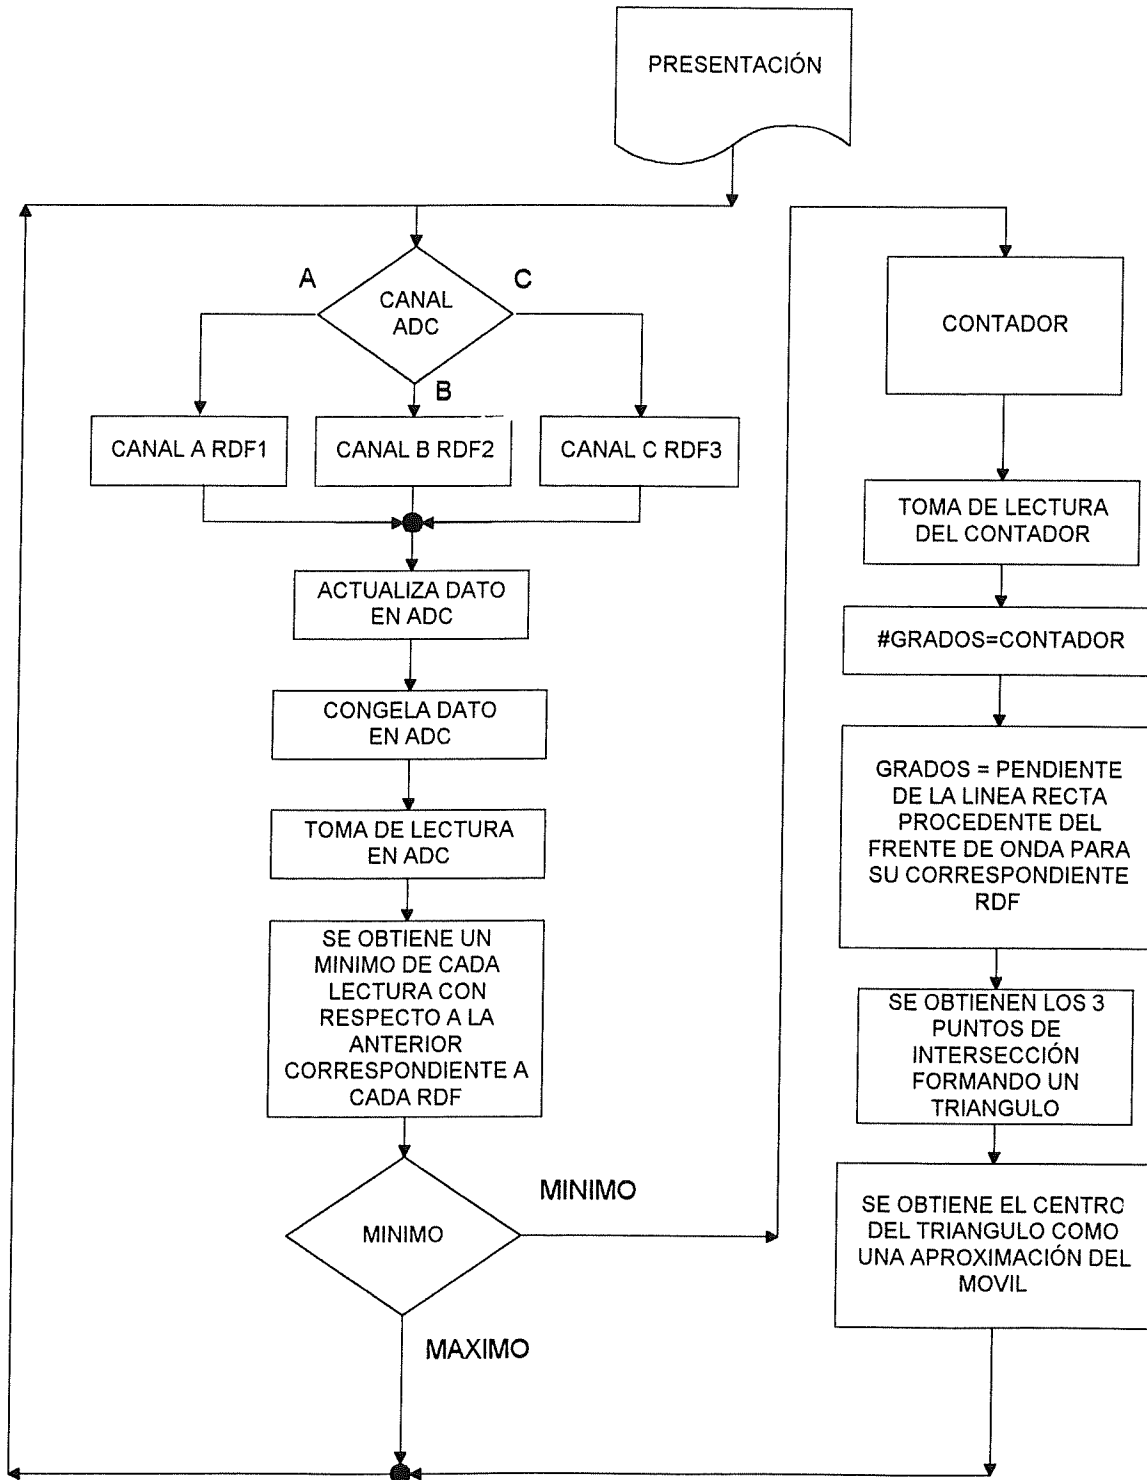 PRESENTACIÓN
A
C
CANAL
ADC
B
CANAL A RDF1
CANAL B RDF2
CANAL C RDF3
ACTUALIZA DATO
EN ADC
CONGELA DATO
EN ADC
TOMA DE LECTURA
EN ADC
SE OBTIENE UN
MINIMO DE CADA
LECTURA CON
RESPECTO A LA
ANTERIOR
CORRESPONDIENTE A
CADA RDF
MINIMO
MINIMO
MAXIMO
CONTADOR
TOMA DE LECTURA
DEL CONTADOR
#GRADOS=CONTADOR
GRADOS = PENDIENTE
DE LA LINEA RECTA
PROCEDENTE DEL
FRENTE DE ONDA PARA
SU CORRESPONDIENTE
RDF
SE OBTIENEN LOS 3
PUNTOS DE
INTERSECCIÓN
FORMANDO UN
TRIANGULO
SE OBTIENE EL CENTRO
DEL TRIANGULO COMO
UNA APROXIMACIÓN DEL
MOVIL